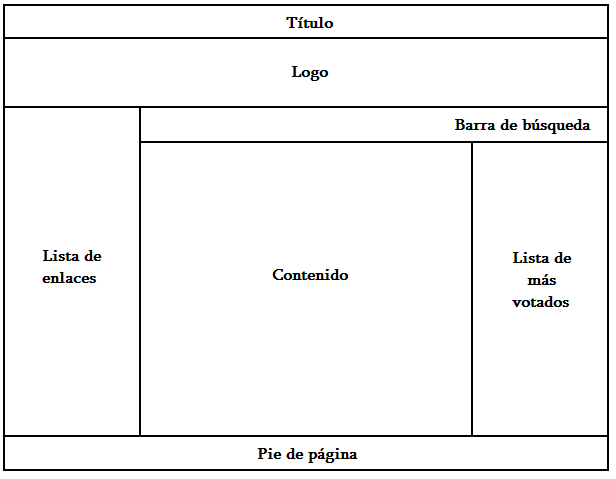 Título
Logo
Barra de búsqueda
Lista de
enlaces
Contenido
Lista de
más
votados
Pie de página